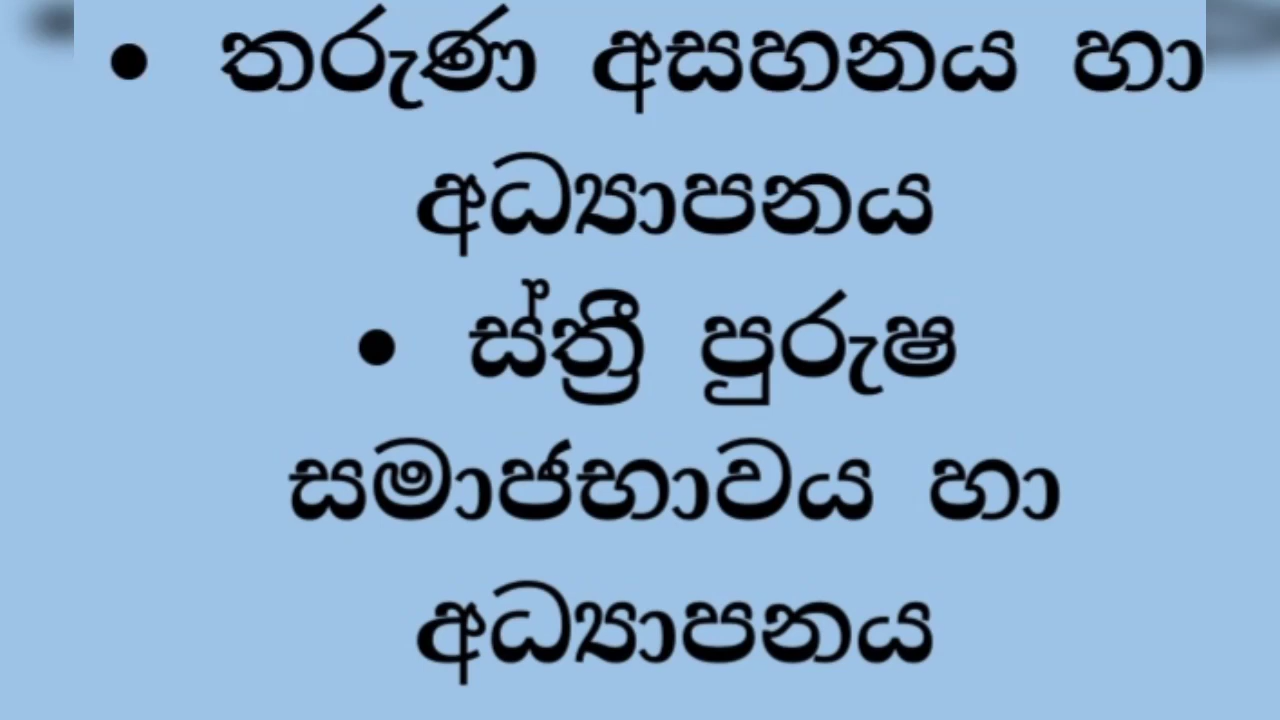 • තරුණ අසහනය හා
අධ්‍යාපනය
• ස්ත්‍රී පුරුෂ
සමාජභාවය හා
අධ්‍යාපනය